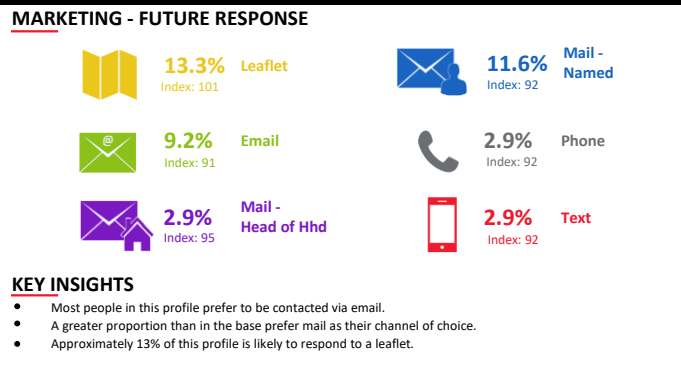 MARKETING - FUTURE RESPONSE
13.3% Leaflet
Index: 101
11.6% Mail -
Named
Index: 92
@
9.2% Email
Index: 91
2.9% Phone
Index: 92
2.9% Mail -
Head of Hhd
Index: 95
2.9% Text
Index: 92
KEY INSIGHTS
• Most people in this profile prefer to be contacted via email.
• A greater proportion than in the base prefer mail as their channel of choice.
• Approximately 13% of this profile is likely to respond to a leaflet.